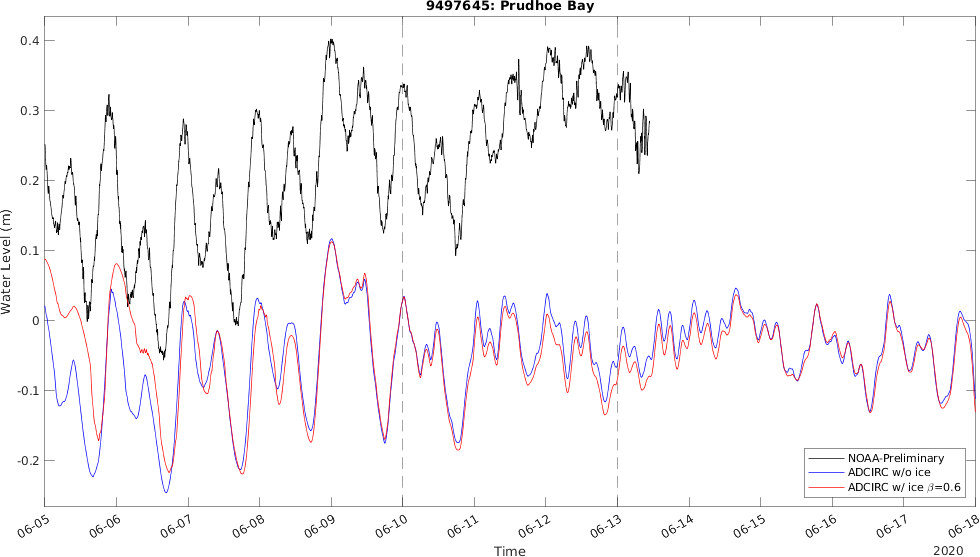 9497645: Prudhoe Bay
Water Level (m)
0.4
0.3
0.2
0.1
0
-0.1
-0.2
NOAA-Preliminary
ADCIRC w/o ice
ADCIRC w/ ice β=0.6
06-05 06-06 06-07 06-08 06-09 06-10 06-11 06-12 06-13 06-14 06-15 06-16 06-17 06-18
Time
2020